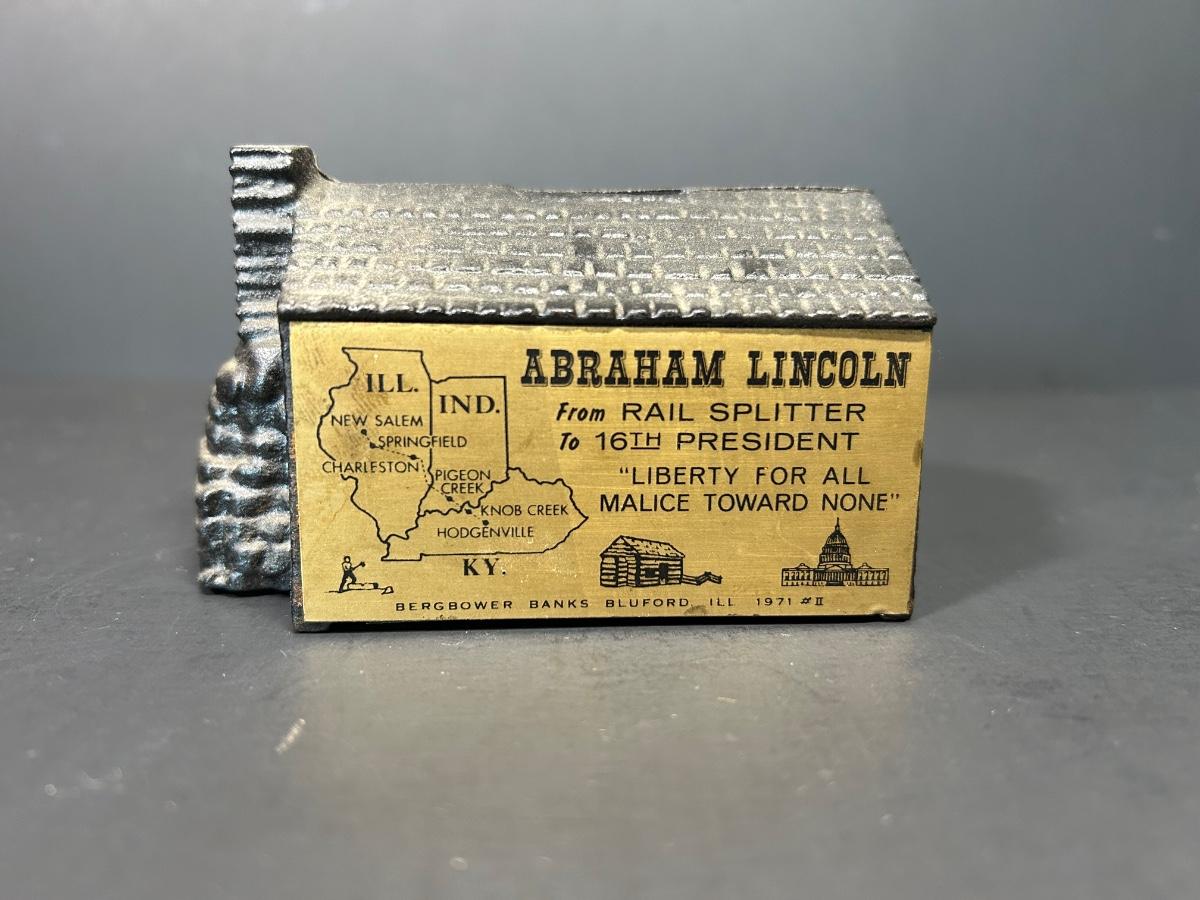 ABRAHAM LINCOLN
From RAIL SPLITTER
To 16TH PRESIDENT
"LIBERTY FOR ALL
MALICE TOWARD NONE"
ILL.
IND.
NEW SALEM
SPRINGFIELD
CHARLESTON
PIGEON
CREEK
KNOB CREEK
HODGENVILLE
KY.
BERGBOWER BANKS BLUFORD, ILL 1971 #II